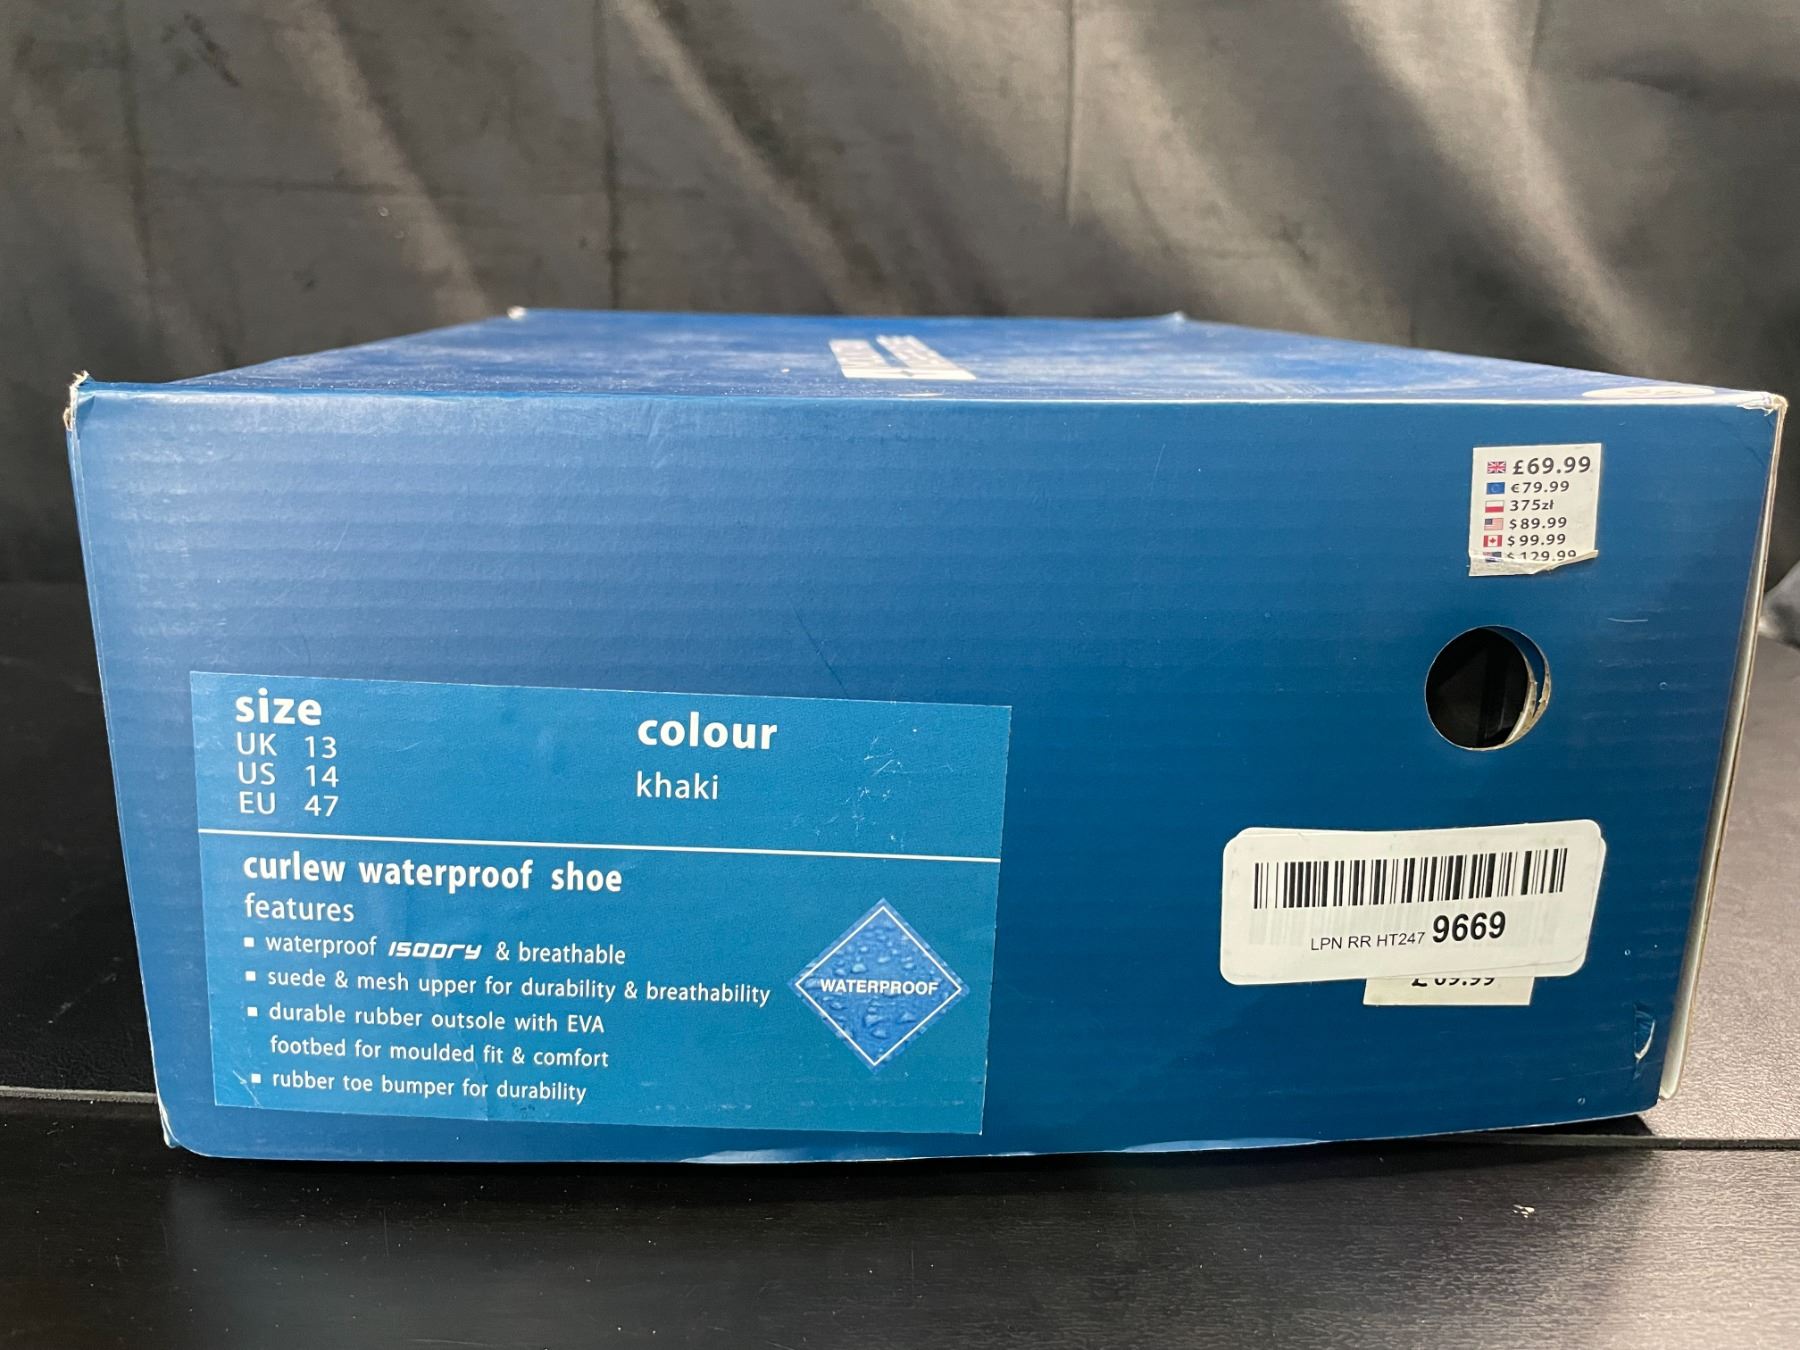 £69.99
€79.99
375zł
$89.99
$99.99
$129.99
size
UK 13
US 14
EU 47
colour
khaki
curlew waterproof shoe
features
▪ waterproof ISODRY & breathable
▪ suede & mesh upper for durability & breathability
▪ durable rubber outsole with EVA
footbed for moulded fit & comfort
▪ rubber toe bumper for durability
WATERPROOF
LPN RR HT247 9669